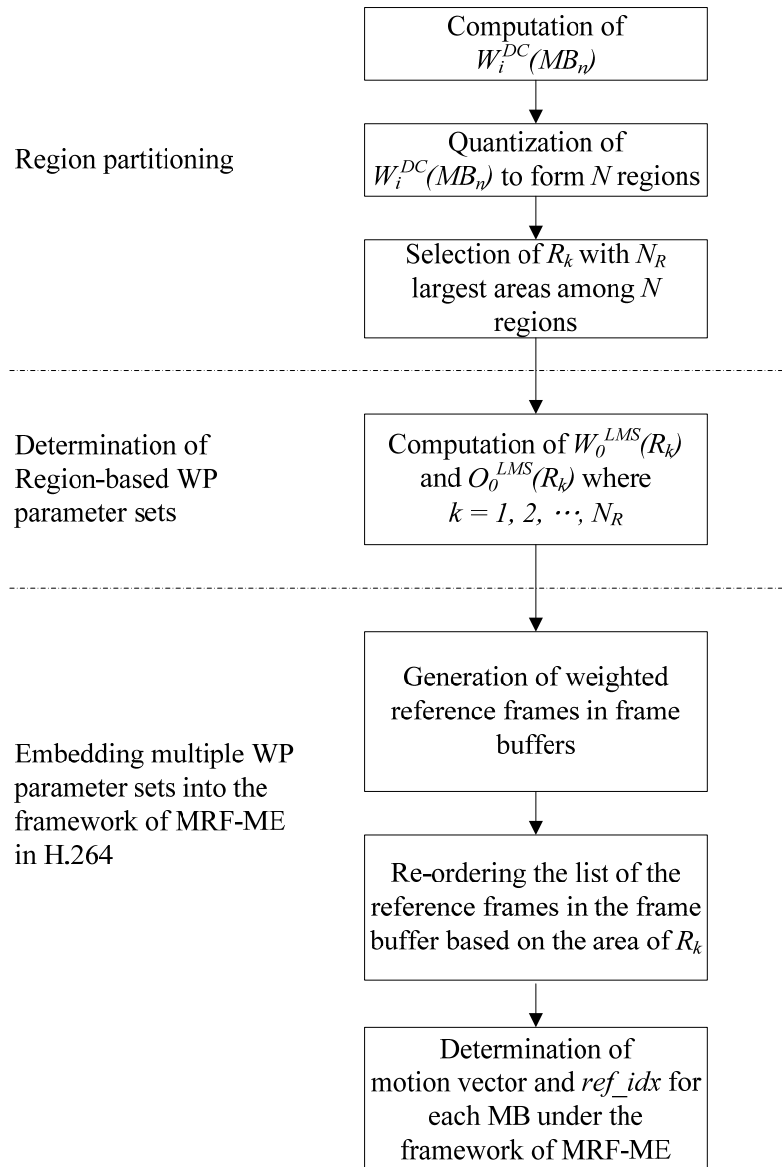 Computation of
W_i^{DC}(MB_n)
Region partitioning
Quantization of
W_i^{DC}(MB_n) to form N regions
Selection of R_k with N_R
largest areas among N
regions
Determination of
Region-based WP
parameter sets
Computation of W_0^{LMS}(R_k)
and O_0^{LMS}(R_k) where
k = 1, 2, ⋯, N_R
Embedding multiple WP
parameter sets into the
framework of MRF-ME
in H.264
Generation of weighted
reference frames in frame
buffers
Re-ordering the list of the
reference frames in the frame
buffer based on the area of R_k
Determination of
motion vector and ref_idx for
each MB under the
framework of MRF-ME